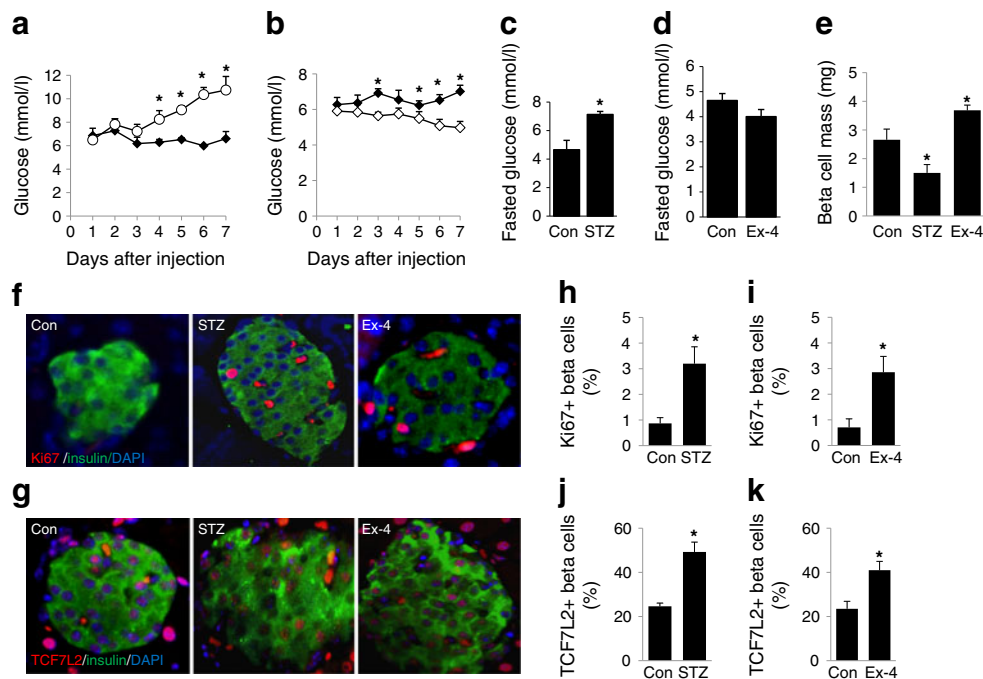 a
Glucose (mmol/l)
12
10
8
6
4
2
0
0 1 2 3 4 5 6 7
* * * *
Days after injection
b
Glucose (mmol/l)
8
6
4
2
0
0 1 2 3 4 5 6 7
* * * *
Days after injection
c
Fasted glucose (mmol/l)
10
8
6
4
2
0
*
Con STZ
d
Fasted glucose (mmol/l)
6
5
4
3
2
1
0
Con Ex-4
e
Beta cell mass (mg)
5
4
3
2
1
0
* *
Con STZ Ex-4
f
Con
STZ
Ex-4
Ki67/insulin/DAPI
h
Ki67+ beta cells
(%)
5
4
3
2
1
0
*
Con STZ
i
Ki67+ beta cells
(%)
5
4
3
2
1
0
*
Con Ex-4
g
Con
STZ
Ex-4
TCF7L2/insulin/DAPI
j
TCF7L2+ beta cells
(%)
60
40
20
0
*
Con STZ
k
TCF7L2+ beta cells
(%)
60
40
20
0
*
Con Ex-4